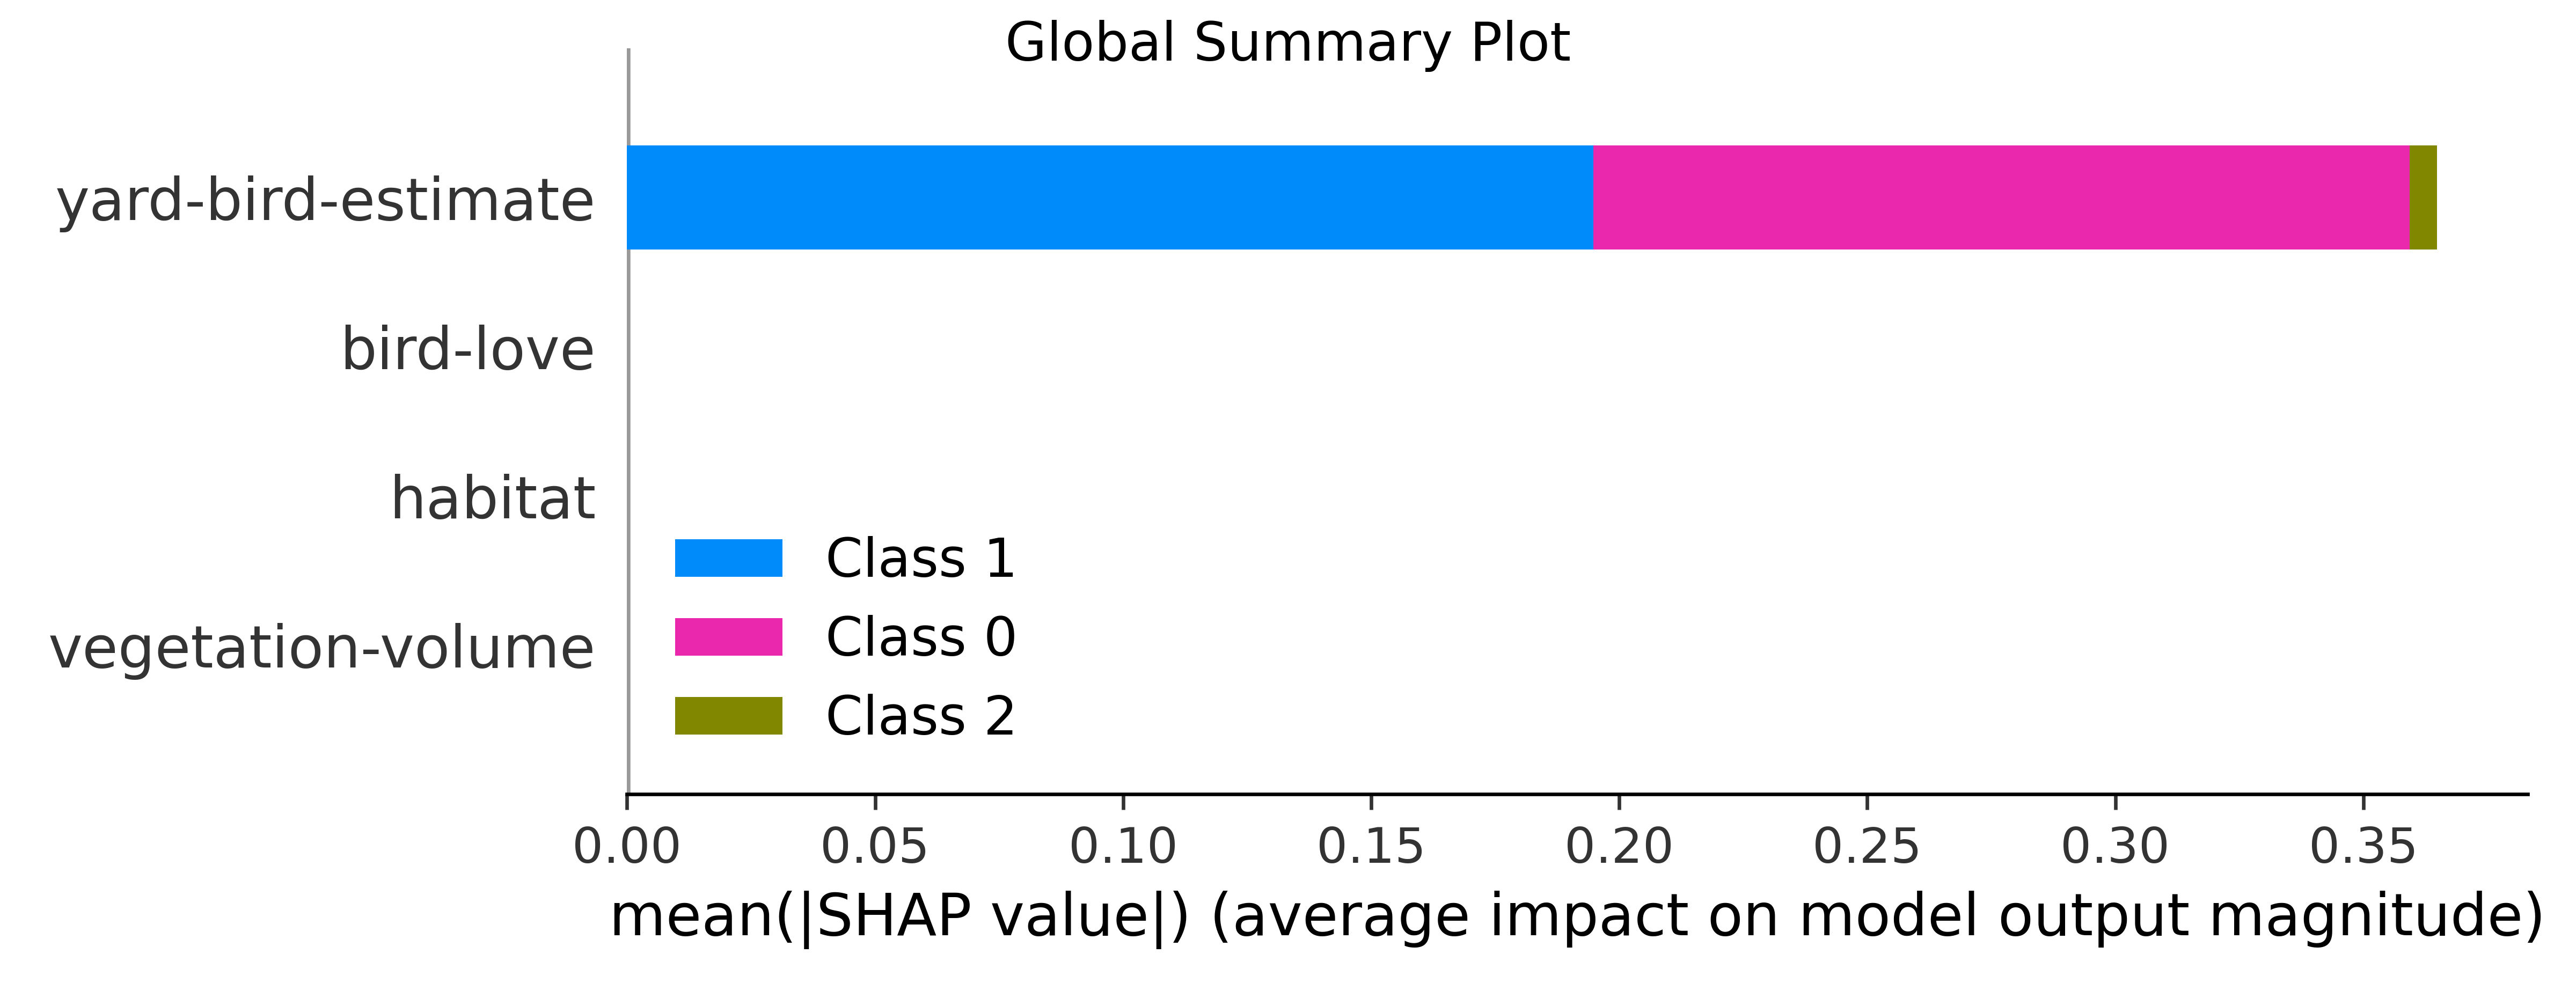 Global Summary Plot
yard-bird-estimate
bird-love
habitat
vegetation-volume
Class 1
Class 0
Class 2
0.00 0.05 0.10 0.15 0.20 0.25 0.30 0.35
mean(|SHAP value|) (average impact on model output magnitude)